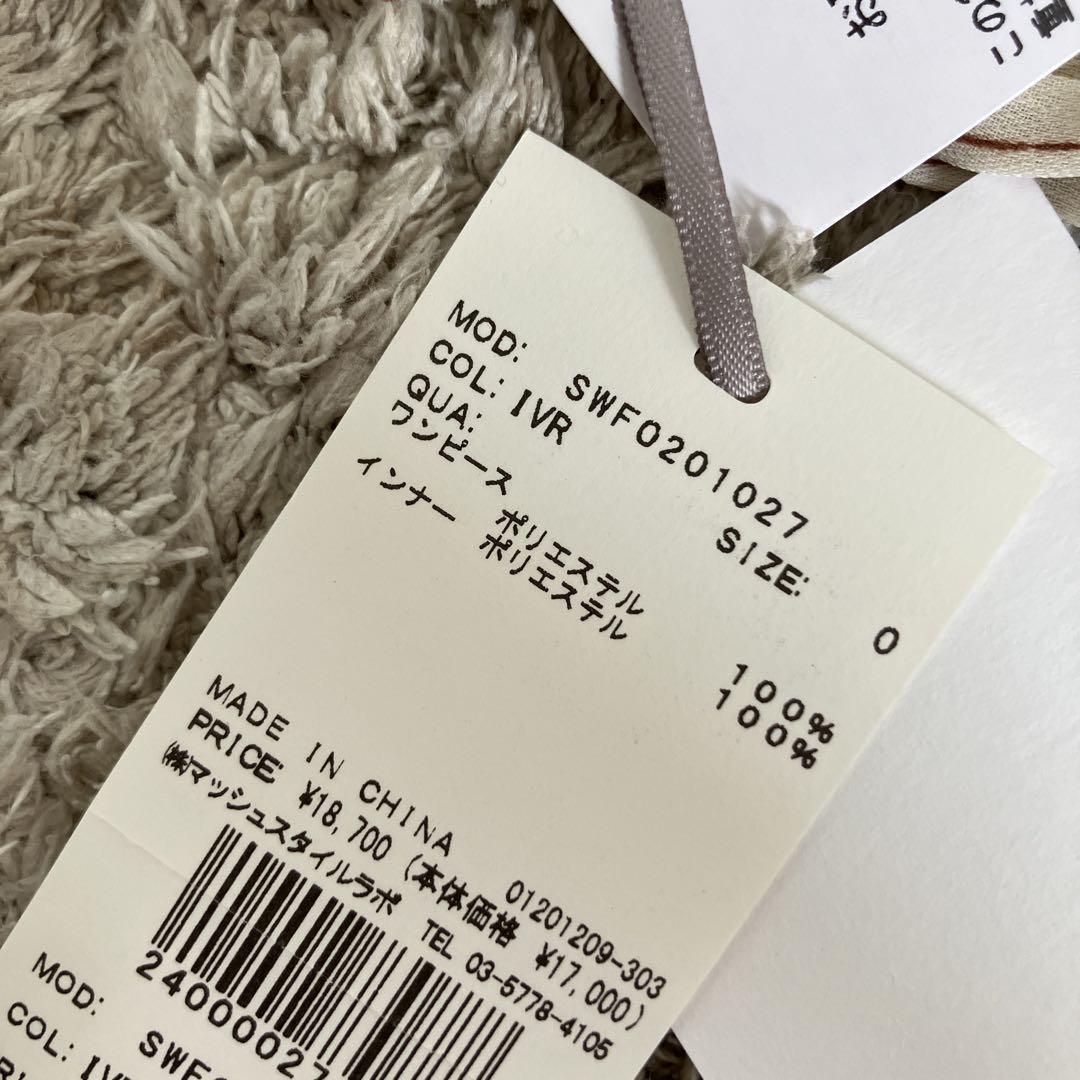 MOD: SWF0201027
COL: IVR SIZE: 0
QUA:
ワンピース ポリエステル 100%
インナー ポリエステル 100%
MADE IN CHINA 01201209-303
PRICE: ¥18,700 (本体価格 ¥17,000)
(株)マッシュスタイルラボ TEL 03-5778-4105
24000027
MOD:
COL: